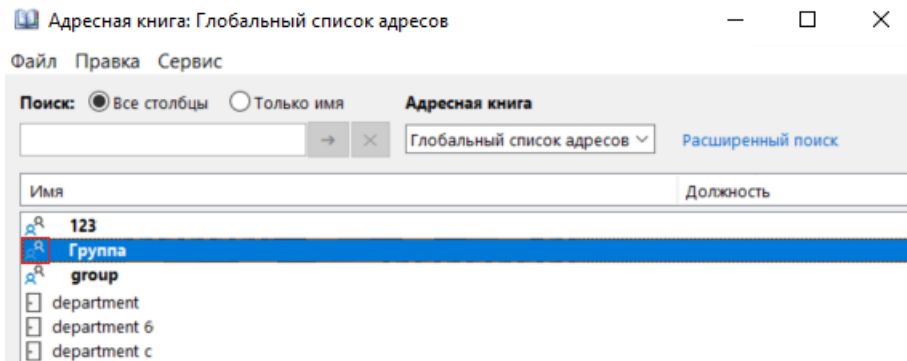 Адресная книга: Глобальный список адресов
Файл Правка Сервис
Поиск: Все столбцы Только имя Адресная книга
Глобальный список адресов Расширенный поиск
Имя Должность
123
Группа
group
department
department 6
department c